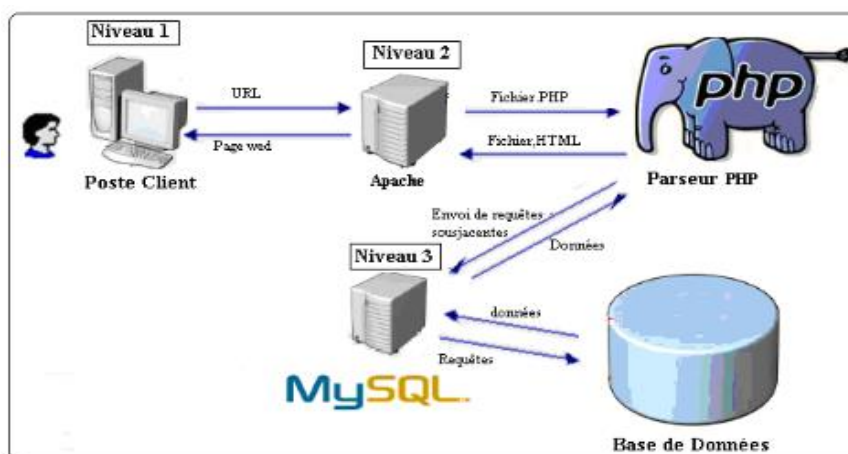 Niveau 1
Niveau 2
php
URL
Fichier.PHP
Page wed
Fichier,HTML
Poste Client
Apache
Parseur PHP
Envoi de requêtes
sousjacentes
Données
Niveau 3
données
Requêtes
MySQL
Base de Données